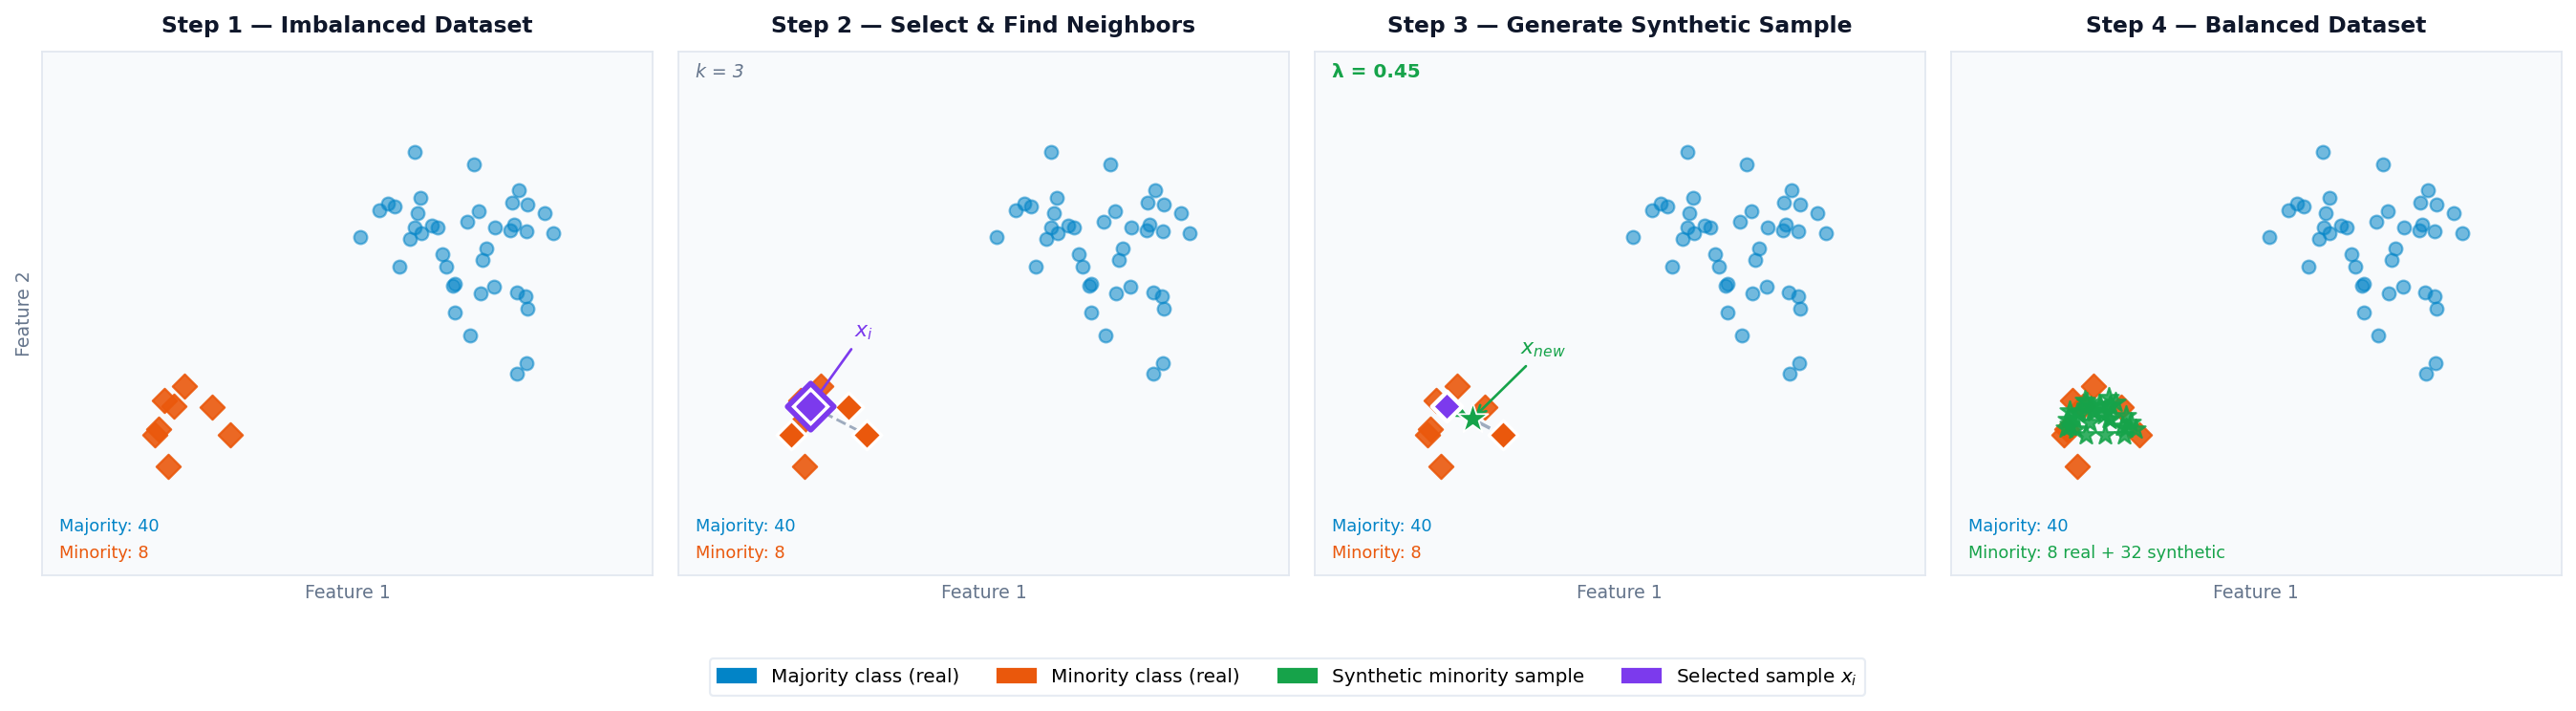 Step 1 — Imbalanced Dataset
Feature 2
Majority: 40
Minority: 8
Feature 1
Step 2 — Select & Find Neighbors
k = 3
xᵢ
Majority: 40
Minority: 8
Feature 1
Step 3 — Generate Synthetic Sample
λ = 0.45
x_new
Majority: 40
Minority: 8
Feature 1
Step 4 — Balanced Dataset
Majority: 40
Minority: 8 real + 32 synthetic
Feature 1
Majority class (real)
Minority class (real)
Synthetic minority sample
Selected sample xᵢ